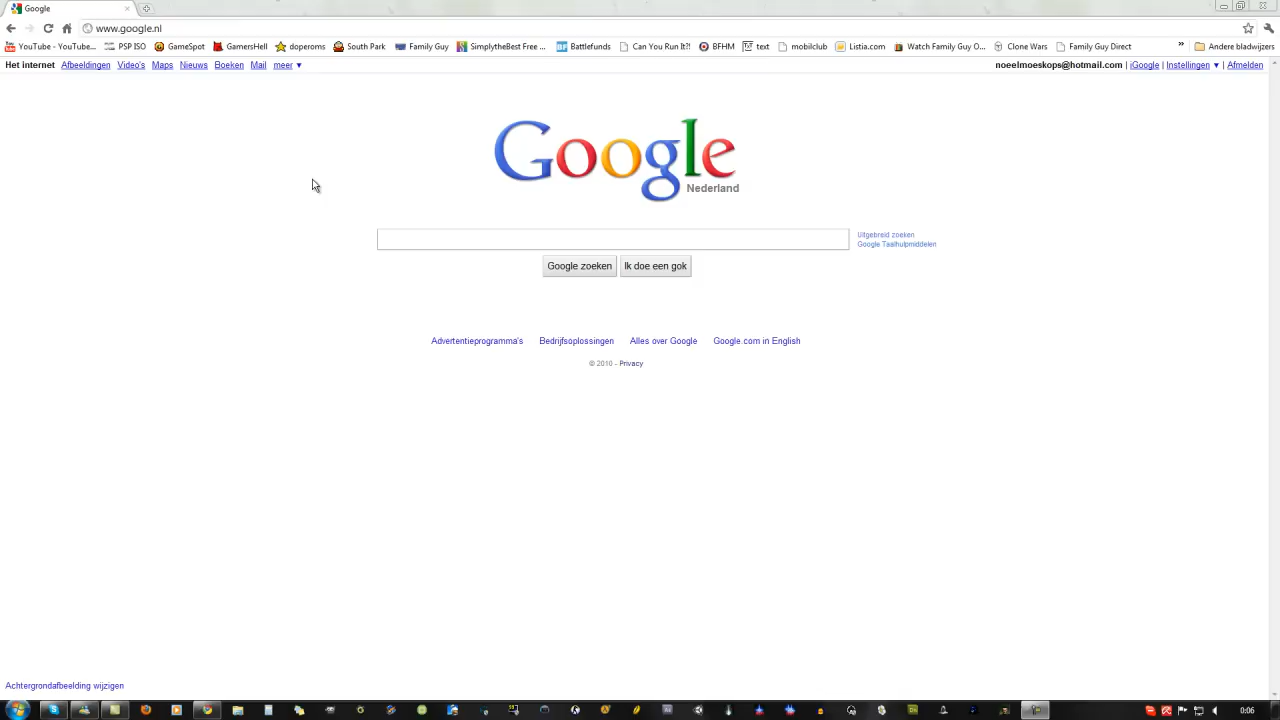 Google
www.google.nl
YouTube - YouTube... PSP ISO GameSpot GamersHell doperoms South Park Family Guy SimplytheBest Free ... Battlefunds Can You Run It?! BFHM text mobilclub Listia.com Watch Family Guy O... Clone Wars Family Guy Direct » Andere bladwijzers
Het internet Afbeeldingen Video's Maps Nieuws Boeken Mail meer ▼ noeelmoeskops@hotmail.com | iGoogle | Instellingen ▼ | Afmelden
Google
Nederland
Uitgebreid zoeken
Google Taalhulpmiddelen
Google zoeken Ik doe een gok
Advertentieprogramma's Bedrijfsoplossingen Alles over Google Google.com in English
© 2010 - Privacy
Achtergrondafbeelding wijzigen
0:06